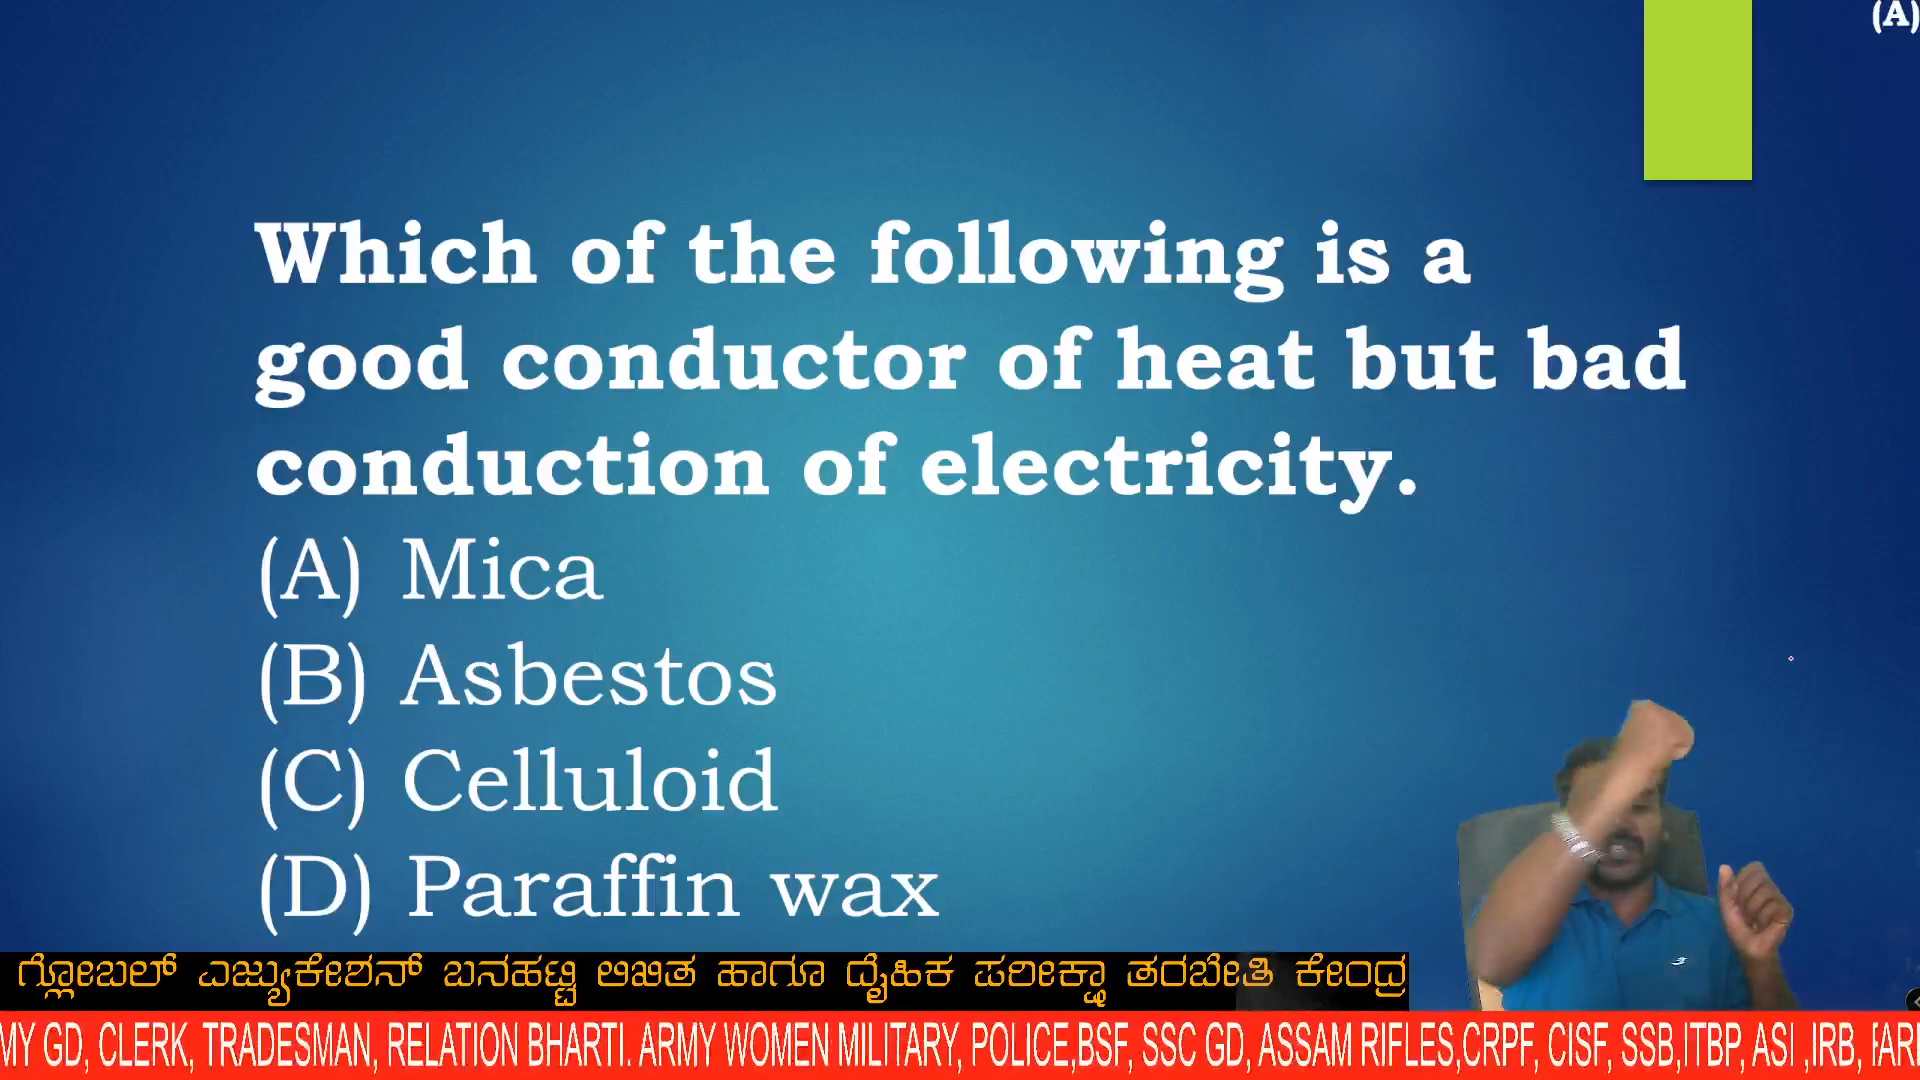 (A)
Which of the following is a
good conductor of heat but bad
conduction of electricity.
(A) Mica
(B) Asbestos
(C) Celluloid
(D) Paraffin wax
ಗ್ಲೋಬಲ್ ಎಜ್ಯುಕೇಶನ್ ಬನಹಟ್ಟಿ ಲಿಖಿತ ಹಾಗೂ ದೈಹಿಕ ಪರೀಕ್ಷಾ ತರಬೇತಿ ಕೇಂದ್ರ
MY GD, CLERK, TRADESMAN, RELATION BHARTI. ARMY WOMEN MILITARY, POLICE,BSF, SSC GD, ASSAM RIFLES,CRPF, CISF, SSB,ITBP, ASI ,IRB,